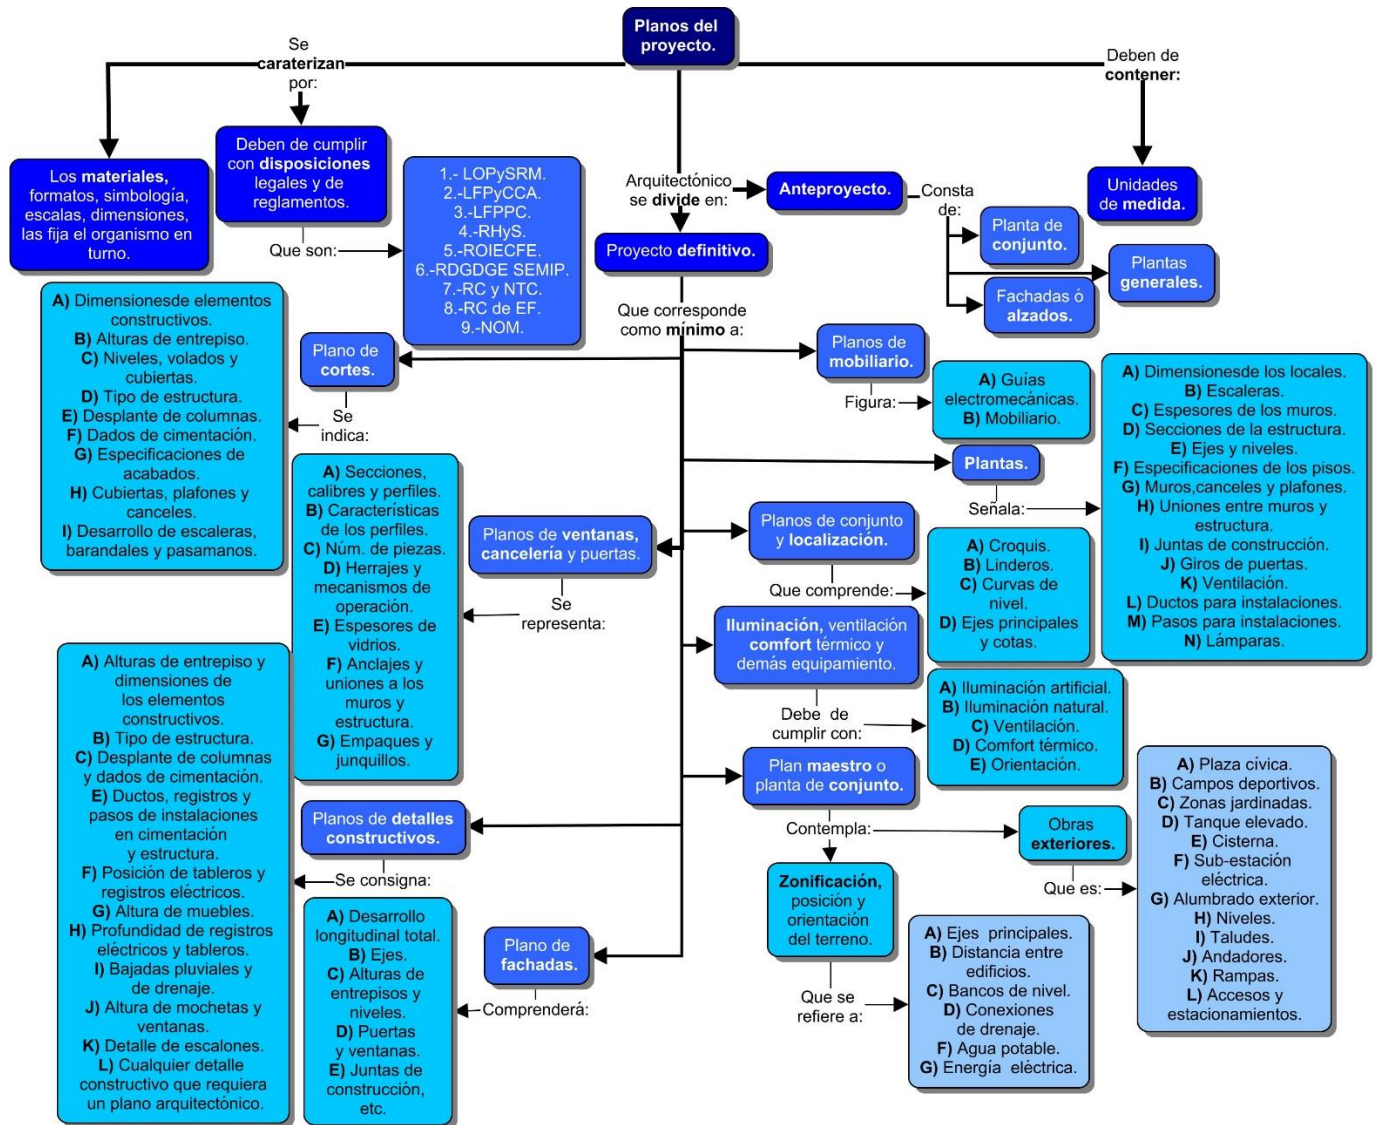 Planos del
proyecto.
Se
caraterizan
por:
Deben de
contener:
Los materiales,
formatos, simbología,
escalas, dimensiones,
las fija el organismo en
turno.
Deben de cumplir
con disposiciones
legales y de
reglamentos.
Que son:
1.- LOPySRM.
2.-LFPyCCA.
3.-LFPPC.
4.-RHyS.
5.-ROIECFE.
6.-RDGDGE SEMIP.
7.-RC y NTC.
8.-RC de EF.
9.-NOM.
Arquitectónico
se divide en:
Anteproyecto.
Consta
de:
Planta de
conjunto.
Plantas
generales.
Fachadas ó
alzados.
Unidades
de medida.
Proyecto definitivo.
Que corresponde
como mínimo a:
Plano de
cortes.
Se
indica:
A) Dimensionesde elementos
constructivos.
B) Alturas de entrepiso.
C) Niveles, volados y
cubiertas.
D) Tipo de estructura.
E) Desplante de columnas.
F) Dados de cimentación.
G) Especificaciones de
acabados.
H) Cubiertas, plafones y
canceles.
I) Desarrollo de escaleras,
barandales y pasamanos.
Planos de
mobiliario.
Figura:
A) Guías
electromecánicas.
B) Mobiliario.
Plantas.
Señala:
A) Dimensionesde los locales.
B) Escaleras.
C) Espesores de los muros.
D) Secciones de la estructura.
E) Ejes y niveles.
F) Especificaciones de los pisos.
G) Muros,canceles y plafones.
H) Uniones entre muros y
estructura.
I) Juntas de construcción.
J) Giros de puertas.
K) Ventilación.
L) Ductos para instalaciones.
M) Pasos para instalaciones.
N) Lámparas.
Planos de ventanas,
cancelería y puertas.
Se
representa:
A) Secciones,
calibres y perfiles.
B) Características
de los perfiles.
C) Núm. de piezas.
D) Herrajes y
mecanismos de
operación.
E) Espesores de
vidrios.
F) Anclajes y
uniones a los
muros y
estructura.
G) Empaques y
junquillos.
Planos de conjunto
y localización.
Que comprende:
A) Croquis.
B) Linderos.
C) Curvas de
nivel.
D) Ejes principales
y cotas.
Iluminación, ventilación
comfort térmico y
demás equipamiento.
Debe de
cumplir con:
A) Iluminación artificial.
B) Iluminación natural.
C) Ventilación.
D) Comfort térmico.
E) Orientación.
Planos de detalles
constructivos.
Se consigna:
A) Alturas de entrepiso y
dimensiones de
los elementos
constructivos.
B) Tipo de estructura.
C) Desplante de columnas
y dados de cimentación.
E) Ductos, registros y
pasos de instalaciones
en cimentación
y estructura.
F) Posición de tableros y
registros eléctricos.
G) Altura de muebles.
H) Profundidad de registros
eléctricos y tableros.
I) Bajadas pluviales y
de drenaje.
J) Altura de mochetas y
ventanas.
K) Detalle de escalones.
L) Cualquier detalle
constructivo que requiera
un plano arquitectónico.
Plan maestro o
planta de conjunto.
Contempla:
Obras
exteriores.
Que es:
A) Plaza cívica.
B) Campos deportivos.
C) Zonas jardinadas.
D) Tanque elevado.
E) Cisterna.
F) Sub-estación
eléctrica.
G) Alumbrado exterior.
H) Niveles.
I) Taludes.
J) Andadores.
K) Rampas.
L) Accesos y
estacionamientos.
Zonificación,
posición y
orientación
del terreno.
Que se
refiere a:
A) Ejes principales.
B) Distancia entre
edificios.
C) Bancos de nivel.
D) Conexiones
de drenaje.
F) Agua potable.
G) Energía eléctrica.
Plano de
fachadas.
Comprenderá:
A) Desarrollo
longitudinal total.
B) Ejes.
C) Alturas de
entrepisos y
niveles.
D) Puertas
y ventanas.
E) Juntas de
construcción,
etc.